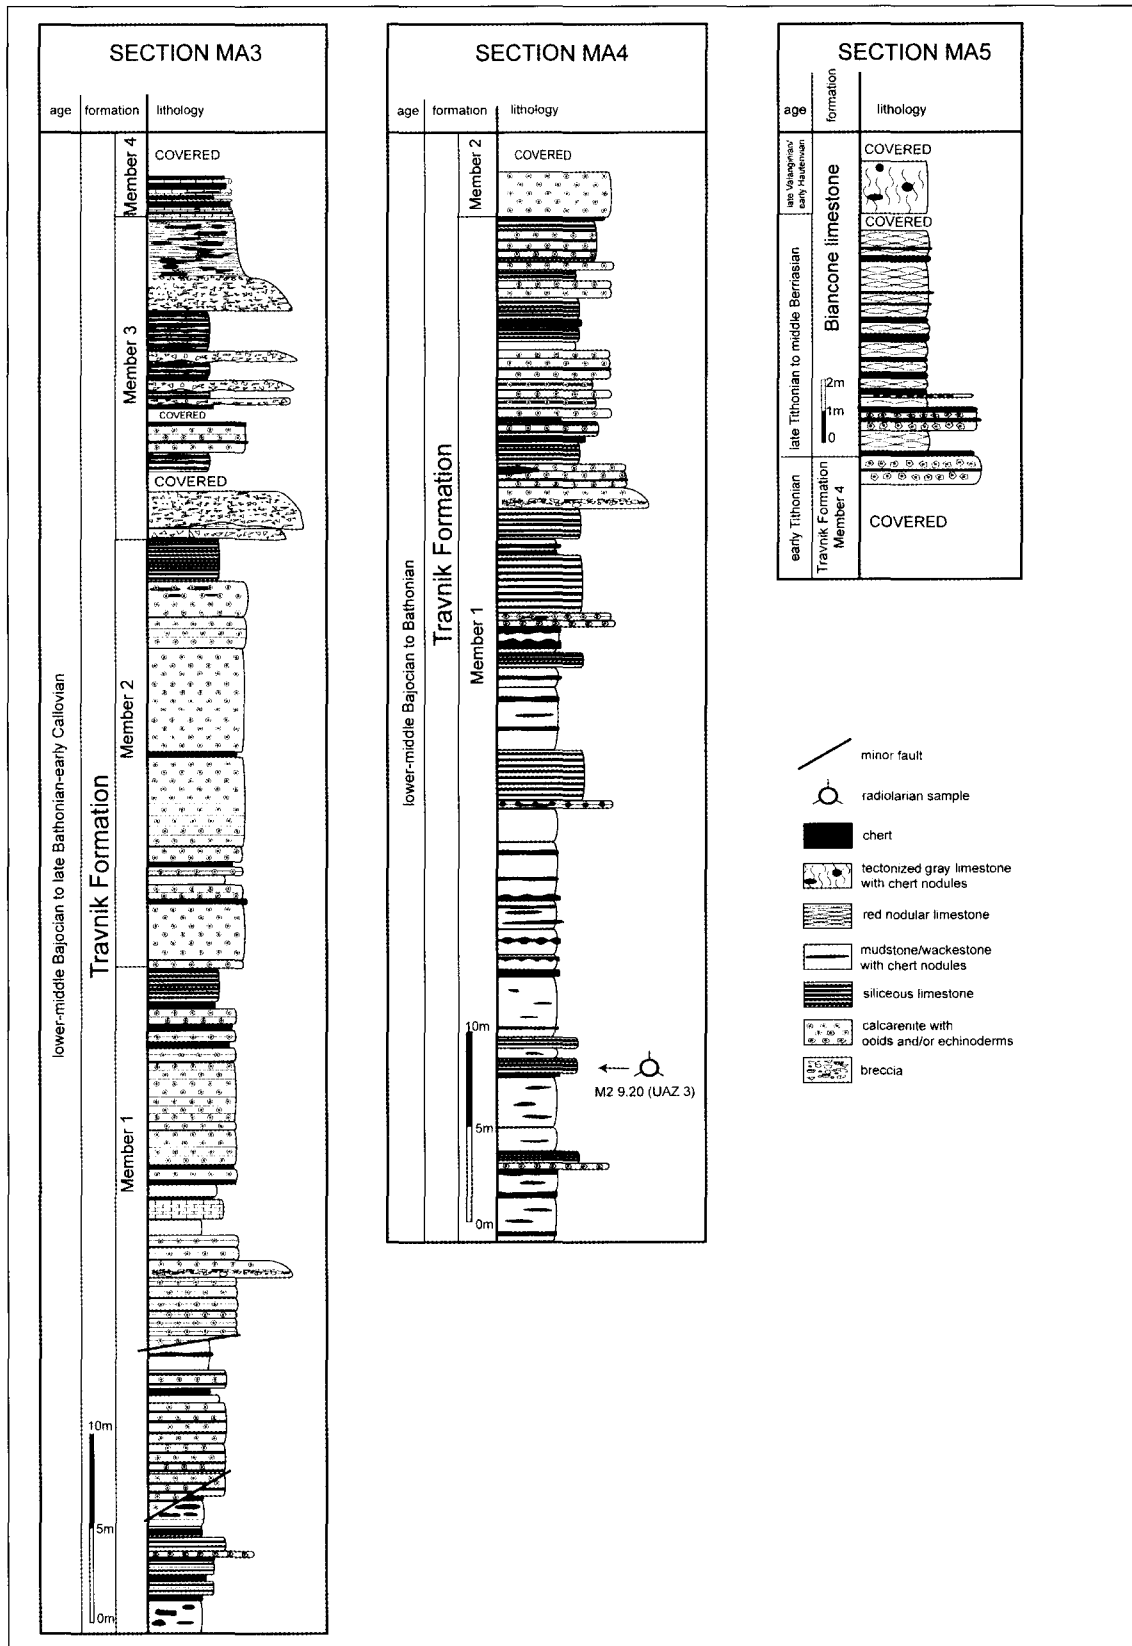 SECTION MA3
age
formation
lithology
COVERED
COVERED
COVERED
Member 4
Member 3
Member 2
Member 1
Travnik Formation
lower-middle Bajocian to late Bathonian-early Callovian
10m
5m
0m
SECTION MA4
age
formation
lithology
COVERED
Member 2
Member 1
Travnik Formation
lower-middle Bajocian to Bathonian
10m
5m
0m
M2 9.20 (UAZ 3)
SECTION MA5
age
formation
lithology
COVERED
COVERED
COVERED
late Valanginian/
early Hauterivian
late Tithonian to middle Berriasian
early Tithonian
Biancone limestone
Travnik Formation
Member 4
2m
1m
0
minor fault
radiolarian sample
chert
tectonized gray limestone
with chert nodules
red nodular limestone
mudstone/wackestone
with chert nodules
siliceous limestone
calcarenite with
ooids and/or echinoderms
breccia